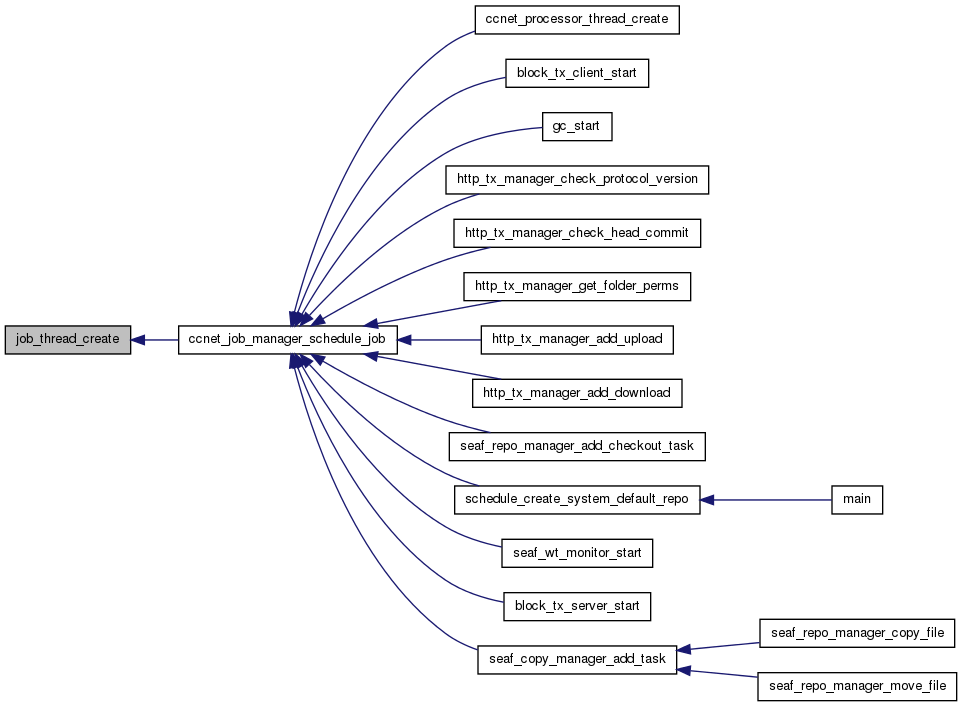 ccnet_processor_thread_create
block_tx_client_start
gc_start
http_tx_manager_check_protocol_version
http_tx_manager_check_head_commit
http_tx_manager_get_folder_perms
job_thread_create
ccnet_job_manager_schedule_job
http_tx_manager_add_upload
http_tx_manager_add_download
seaf_repo_manager_add_checkout_task
schedule_create_system_default_repo
main
seaf_wt_monitor_start
block_tx_server_start
seaf_repo_manager_copy_file
seaf_copy_manager_add_task
seaf_repo_manager_move_file